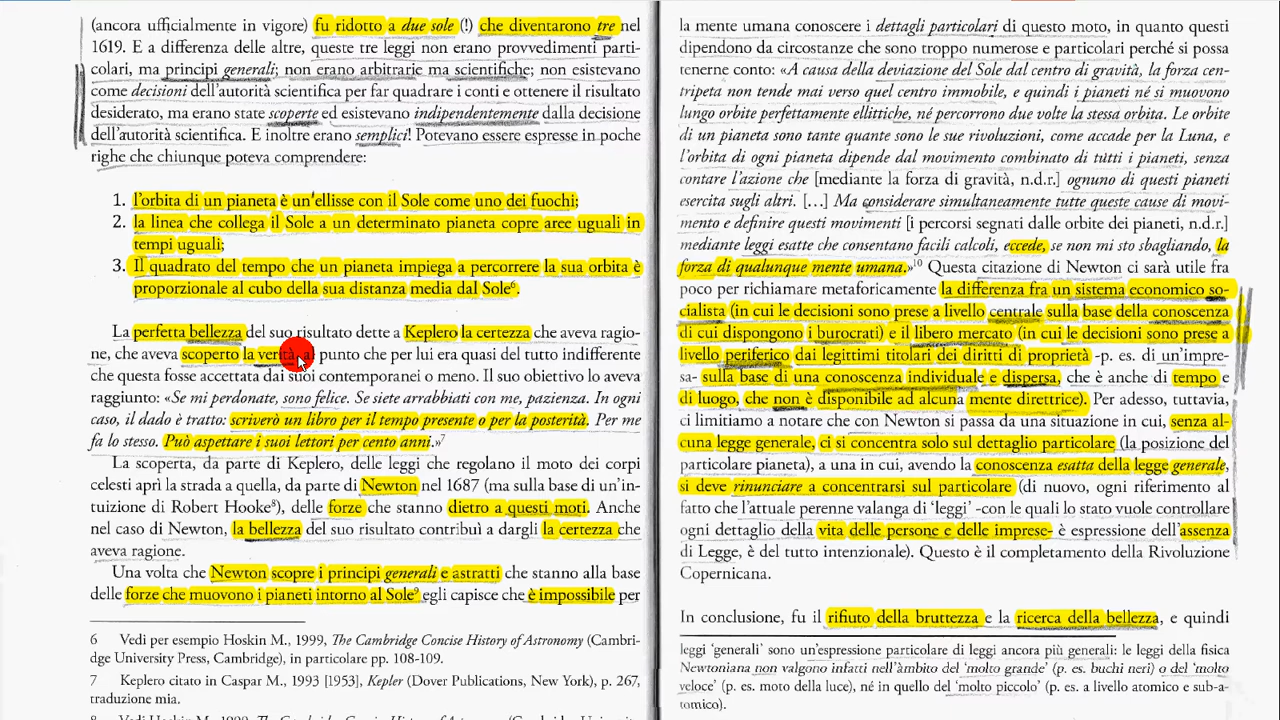 (ancora ufficialmente in vigore) fu ridotto a due sole (!) che diventarono tre nel
1619. E a differenza delle altre, queste tre leggi non erano provvedimenti parti-
colari, ma principi generali; non erano arbitrarie ma scientifiche; non esistevano
come decisioni dell'autorità scientifica per far quadrare i conti e ottenere il risultato
desiderato, ma erano state scoperte ed esistevano indipendentemente dalla decisione
dell'autorità scientifica. E inoltre erano semplici! Potevano essere espresse in poche
righe che chiunque poteva comprendere:
1. l'orbita di un pianeta è un'ellisse con il Sole come uno dei fuochi;
2. la linea che collega il Sole a un determinato pianeta copre aree uguali in
tempi uguali;
3. Il quadrato del tempo che un pianeta impiega a percorrere la sua orbita è
proporzionale al cubo della sua distanza media dal Sole6.
La perfetta bellezza del suo risultato dette a Keplero la certezza che aveva ragio-
ne, che aveva scoperto la verità, al punto che per lui era quasi del tutto indifferente
che questa fosse accettata dai suoi contemporanei o meno. Il suo obiettivo lo aveva
raggiunto: «Se mi perdonate, sono felice. Se siete arrabbiati con me, pazienza. In ogni
caso, il dado è tratto: scriverò un libro per il tempo presente o per la posterità. Per me
fa lo stesso. Può aspettare i suoi lettori per cento anni.»7
La scoperta, da parte di Keplero, delle leggi che regolano il moto dei corpi
celesti aprì la strada a quella, da parte di Newton nel 1687 (ma sulla base di un'in-
tuizione di Robert Hooke8), delle forze che stanno dietro a questi moti. Anche
nel caso di Newton, la bellezza del suo risultato contribuì a dargli la certezza che
aveva ragione.
Una volta che Newton scopre i principi generali e astratti che stanno alla base
delle forze che muovono i pianeti intorno al Sole9 egli capisce che è impossibile per
6 Vedi per esempio Hoskin M., 1999, The Cambridge Concise History of Astronomy (Cambri-
dge University Press, Cambridge), in particolare pp. 108-109.
7 Keplero citato in Caspar M., 1993 [1953], Kepler (Dover Publications, New York), p. 267,
traduzione mia.
la mente umana conoscere i dettagli particolari di questo moto, in quanto questi
dipendono da circostanze che sono troppo numerose e particolari perché si possa
tenerne conto: «A causa della deviazione del Sole dal centro di gravità, la forza cen-
tripeta non tende mai verso quel centro immobile, e quindi i pianeti né si muovono
lungo orbite perfettamente ellittiche, né percorrono due volte la stessa orbita. Le orbite
di un pianeta sono tante quante sono le sue rivoluzioni, come accade per la Luna, e
l'orbita di ogni pianeta dipende dal movimento combinato di tutti i pianeti, senza
contare l'azione che [mediante la forza di gravità, n.d.r.] ognuno di questi pianeti
esercita sugli altri. [...] Ma considerare simultaneamente tutte queste cause di movi-
mento e definire questi movimenti [i percorsi segnati dalle orbite dei pianeti, n.d.r.]
mediante leggi esatte che consentano facili calcoli, eccede, se non mi sto sbagliando, la
forza di qualunque mente umana.»10 Questa citazione di Newton ci sarà utile fra
poco per richiamare metaforicamente la differenza fra un sistema economico so-
cialista (in cui le decisioni sono prese a livello centrale sulla base della conoscenza
di cui dispongono i burocrati) e il libero mercato (in cui le decisioni sono prese a
livello periferico dai legittimi titolari dei diritti di proprietà -p. es. di un'impre-
sa- sulla base di una conoscenza individuale e dispersa, che è anche di tempo e
di luogo, che non è disponibile ad alcuna mente direttrice). Per adesso, tuttavia,
ci limitiamo a notare che con Newton si passa da una situazione in cui, senza al-
cuna legge generale, ci si concentra solo sul dettaglio particolare (la posizione del
particolare pianeta), a una in cui, avendo la conoscenza esatta della legge generale,
si deve rinunciare a concentrarsi sul particolare (di nuovo, ogni riferimento al
fatto che l'attuale perenne valanga di 'leggi' -con le quali lo stato vuole controllare
ogni dettaglio della vita delle persone e delle imprese- è espressione dell'assenza
di Legge, è del tutto intenzionale). Questo è il completamento della Rivoluzione
Copernicana.
In conclusione, fu il rifiuto della bruttezza e la ricerca della bellezza, e quindi
leggi 'generali' sono un'espressione particolare di leggi ancora più generali: le leggi della fisica
Newtoniana non valgono infatti nell'àmbito del 'molto grande' (p. es. buchi neri) o del 'molto
veloce' (p. es. moto della luce), né in quello del 'molto piccolo' (p. es. a livello atomico e sub-a-
tomico).